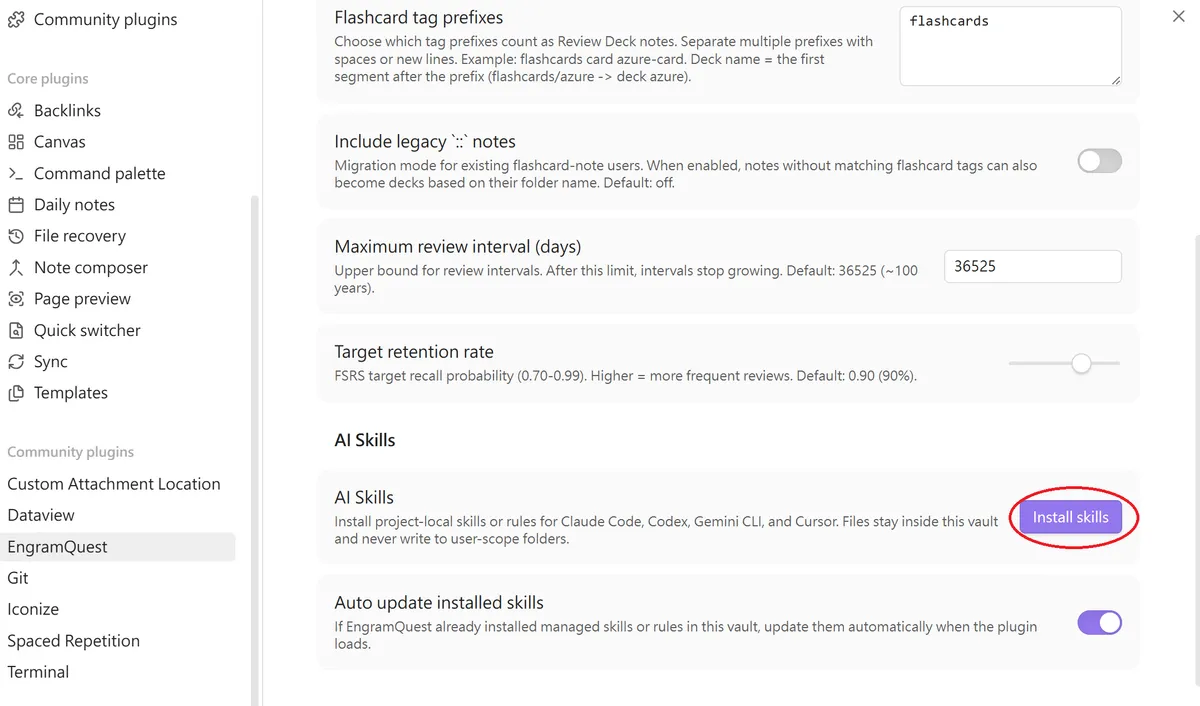 Community plugins
Core plugins
Backlinks
Canvas
Command palette
Daily notes
File recovery
Note composer
Page preview
Quick switcher
Sync
Templates
Community plugins
Custom Attachment Location
Dataview
EngramQuest
Git
Iconize
Spaced Repetition
Terminal
Flashcard tag prefixes
Choose which tag prefixes count as Review Deck notes. Separate multiple prefixes with
spaces or new lines. Example: flashcards card azure-card. Deck name = the first
segment after the prefix (flashcards/azure -> deck azure).
flashcards
Include legacy `::` notes
Migration mode for existing flashcard-note users. When enabled, notes without matching flashcard tags can also
become decks based on their folder name. Default: off.
Maximum review interval (days)
Upper bound for review intervals. After this limit, intervals stop growing. Default: 36525 (~100
years).
36525
Target retention rate
FSRS target recall probability (0.70-0.99). Higher = more frequent reviews. Default: 0.90 (90%).
AI Skills
AI Skills
Install project-local skills or rules for Claude Code, Codex, Gemini CLI, and Cursor. Files stay inside this vault
and never write to user-scope folders.
Install skills
Auto update installed skills
If EngramQuest already installed managed skills or rules in this vault, update them automatically when the plugin
loads.